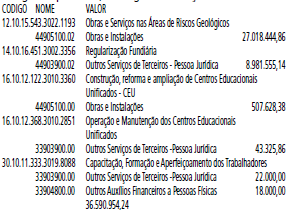 CODIGO NOME VALOR
12.10.15.543.3022.1193 Obras e Serviços nas Áreas de Riscos Geológicos
44905100.02 Obras e Instalações 27.018.444,86
14.10.16.451.3002.3356 Regularização Fundiária
44903900.02 Outros Serviços de Terceiros - Pessoa Jurídica 8.981.555,14
16.10.12.122.3010.3360 Construção, reforma e ampliação de Centros Educacionais
Unificados - CEU
44905100.00 Obras e Instalações 507.628,38
16.10.12.368.3010.2851 Operação e Manutenção dos Centros Educacionais
Unificados
33903900.00 Outros Serviços de Terceiros - Pessoa Jurídica 43.325,86
30.10.11.333.3019.8088 Capacitação, Formação e Aperfeiçoamento dos Trabalhadores
33903900.00 Outros Serviços de Terceiros - Pessoa Jurídica 22.000,00
33904800.00 Outros Auxílios Financeiros a Pessoas Físicas 18.000,00
36.590.954,24